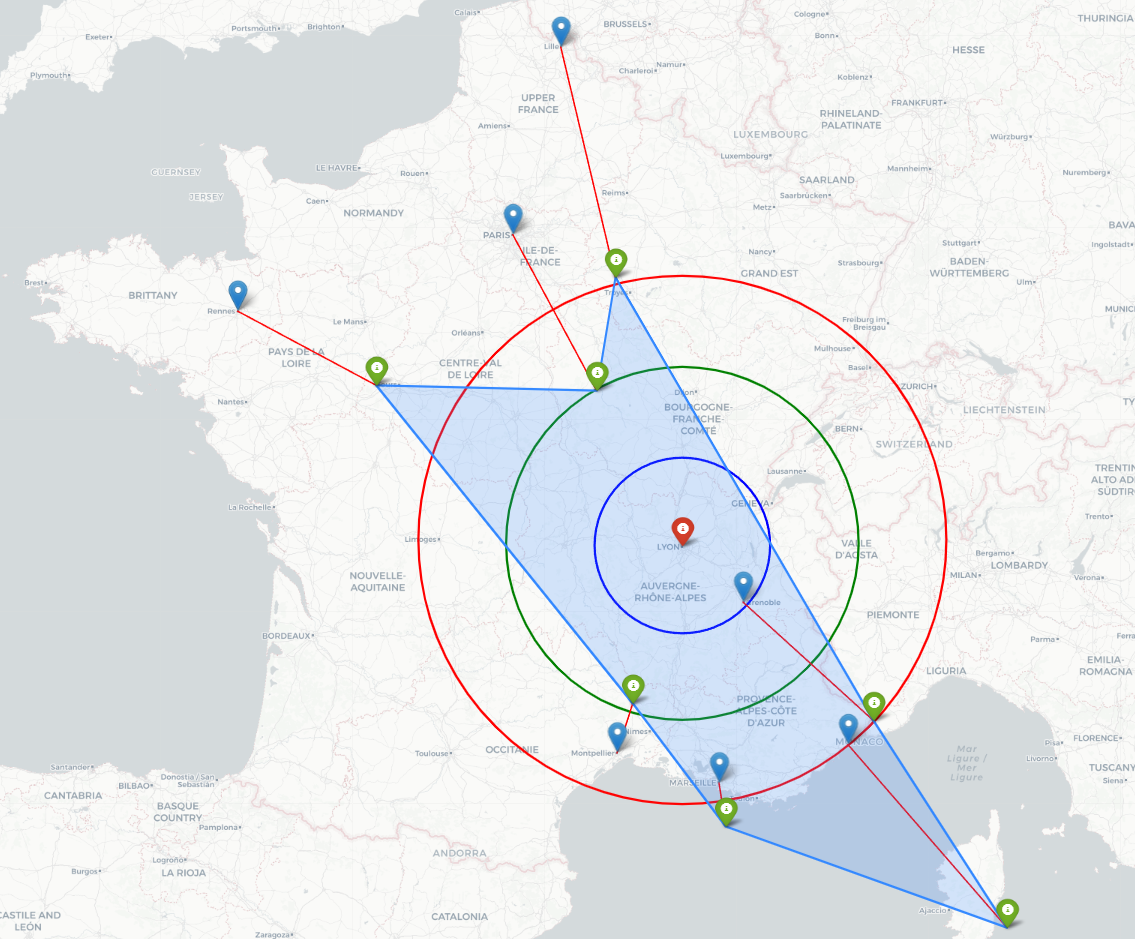 Calais
BRUSSELS
Cologne
THURINGIA
Exeter
Portsmouth
Brighton
Bonn
Lille
HESSE
Plymouth
Charleroi
Namur
Koblenz
UPPER
FRANCE
FRANKFURT
Amiens
RHINELAND-
PALATINATE
LUXEMBOURG
Würzburg
Luxembourg
GUERNSEY
LE HAVRE
Rouen
Mannheim
Nuremberg
JERSEY
Caen
Reims
SAARLAND
Saarbrücken
NORMANDY
Metz
BAVA
PARIS
ILE-DE-
FRANCE
Nancy
Stuttgart
Ingolstadt
Strasbourg
BADEN-
WÜRTTEMBERG
GRAND EST
Brest
BRITTANY
Troyes
Ulm
Rennes
Le Mans
Freiburg im
Breisgau
MUNIC
Orléans
PAYS DE LA
LOIRE
Mulhouse
CENTRE-VAL
DE LOIRE
Basel
ZURICH
Dijon
Nantes
BOURGOGNE-
FRANCHE-
COMTÉ
LIECHTENSTEIN
TY
BERN
SWITZERLAND
Lausanne
TRENTIN
ALTO AD
SÜDTIR
La Rochelle
GENEVA
Trento
Limoges
LYON
VALLE
D'AOSTA
Bergamo
LOMBARDY
NOUVELLE-
AQUITAINE
MILAN
Verona
AUVERGNE-
RHÔNE-ALPES
Grenoble
PIEMONTE
BORDEAUX
Parma
Ferra
EMILIA-
ROMAGNA
LIGURIA
PROVENCE-
ALPES-CÔTE
D'AZUR
Nimes
MONACO
FLORENCE
Toulouse
OCCITANIE
Montpellier
Pisa
Mar
Ligure /
Mer
Ligure
Livorno
Santander
Donostia / San
Sebastián
MARSEILLE
TUSCANY
Siena
BILBAO
CANTABRIA
BASQUE
COUNTRY
Pamplona
ANDORRA
Logroño
LA RIOJA
Burgos
Ajaccio
CASTILE AND
LEÓN
CATALONIA
Zaragoza